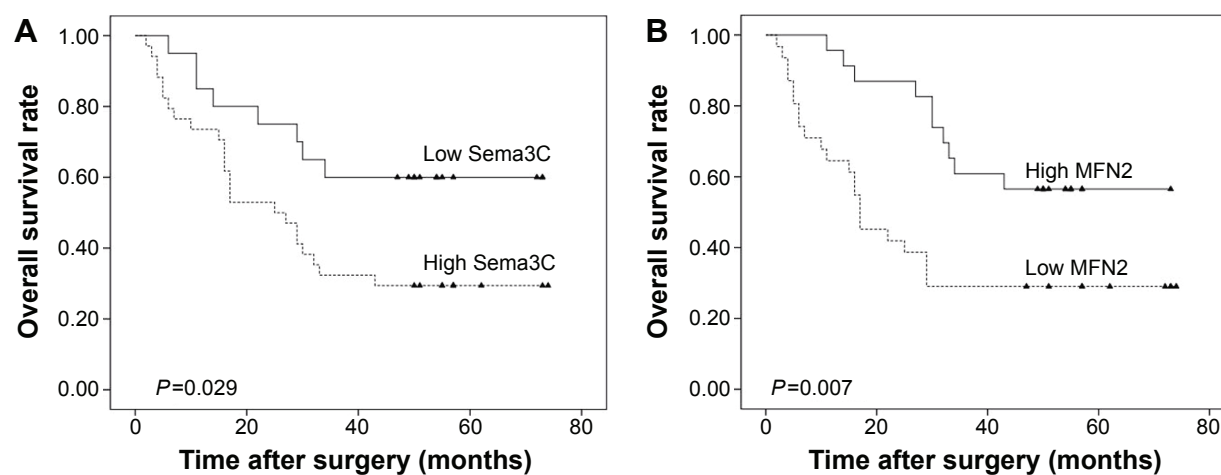 A
Overall survival rate
1.00
0.80
0.60
0.40
0.20
0.00
Low Sema3C
High Sema3C
P=0.029
0 20 40 60 80
Time after surgery (months)
B
Overall survival rate
1.00
0.80
0.60
0.40
0.20
0.00
High MFN2
Low MFN2
P=0.007
0 20 40 60 80
Time after surgery (months)